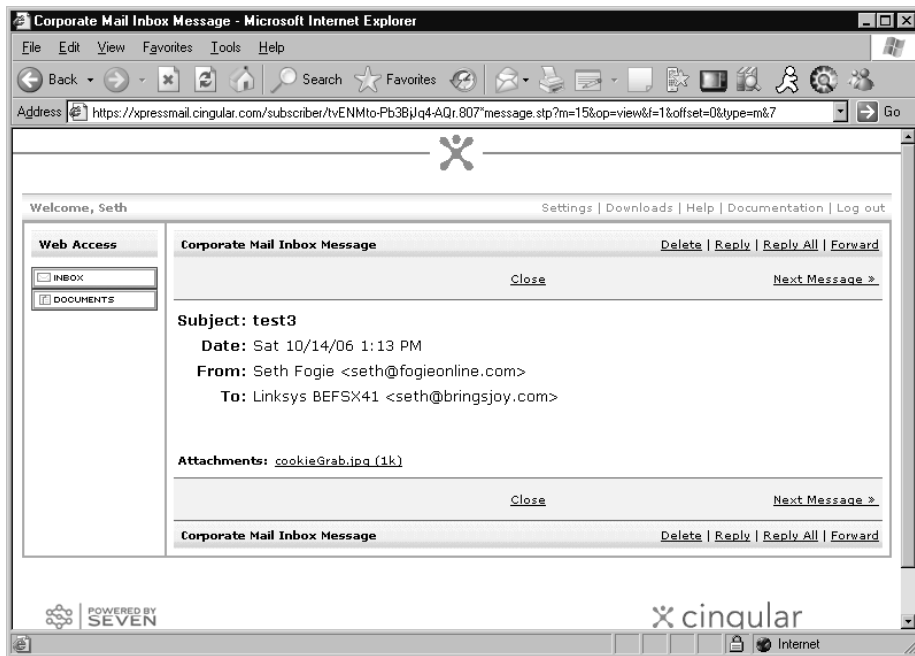 Corporate Mail Inbox Message - Microsoft Internet Explorer
File Edit View Favorites Tools Help
Back Search Favorites
Address https://xpressmail.cingular.com/subscriber/tvENMto-Pb3BjJq4-AQr.807*message.stp?m=15&op=view&f=1&offset=0&type=m&7 Go
Welcome, Seth Settings | Downloads | Help | Documentation | Log out
Web Access Corporate Mail Inbox Message Delete | Reply | Reply All | Forward
INBOX Close Next Message »
DOCUMENTS
Subject: test3
Date: Sat 10/14/06 1:13 PM
From: Seth Fogie <seth@fogieonline.com>
To: Linksys BEFSX41 <seth@bringsjoy.com>
Attachments: cookieGrab.jpg (1k)
Close Next Message »
Corporate Mail Inbox Message Delete | Reply | Reply All | Forward
POWERED BY
SEVEN cingular
Internet